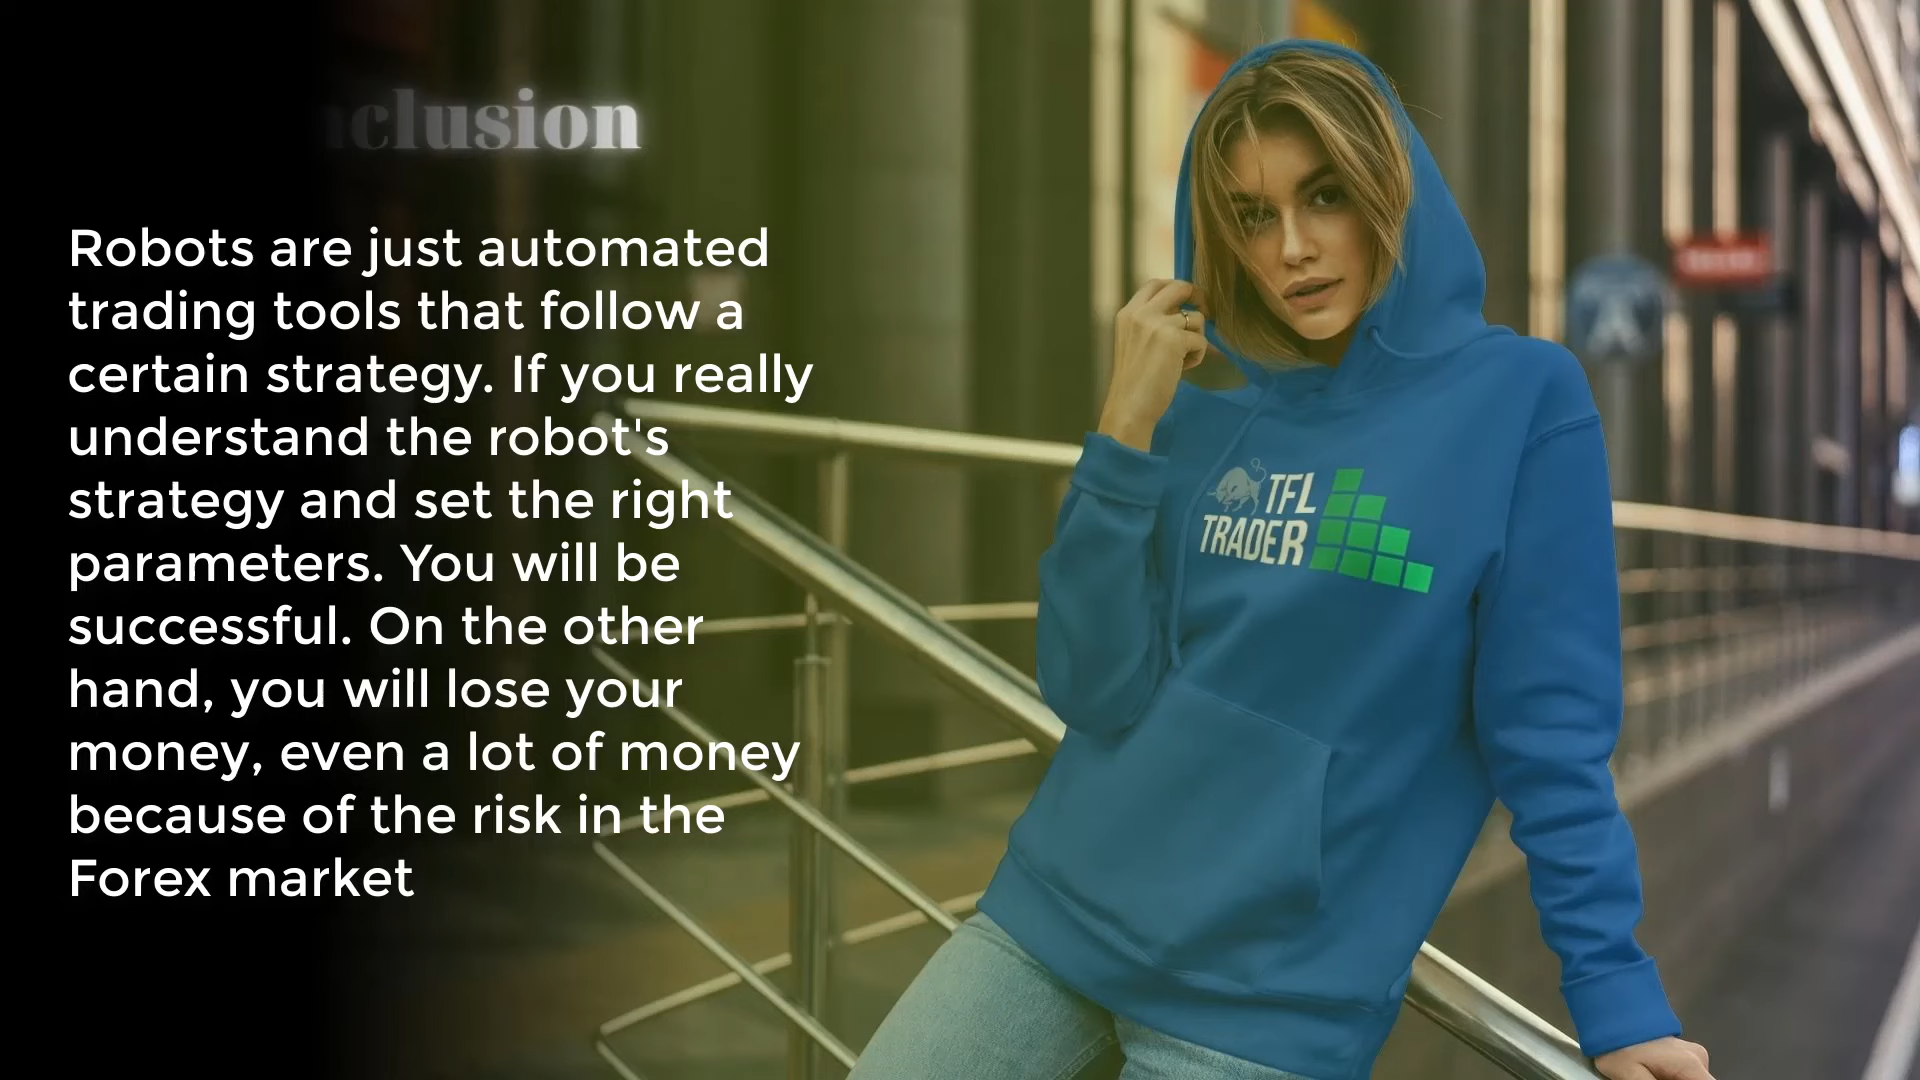 nclusion
Robots are just automated
trading tools that follow a
certain strategy. If you really
understand the robot's
strategy and set the right
parameters. You will be
successful. On the other
hand, you will lose your
money, even a lot of money
because of the risk in the
Forex market
TFL
TRADER